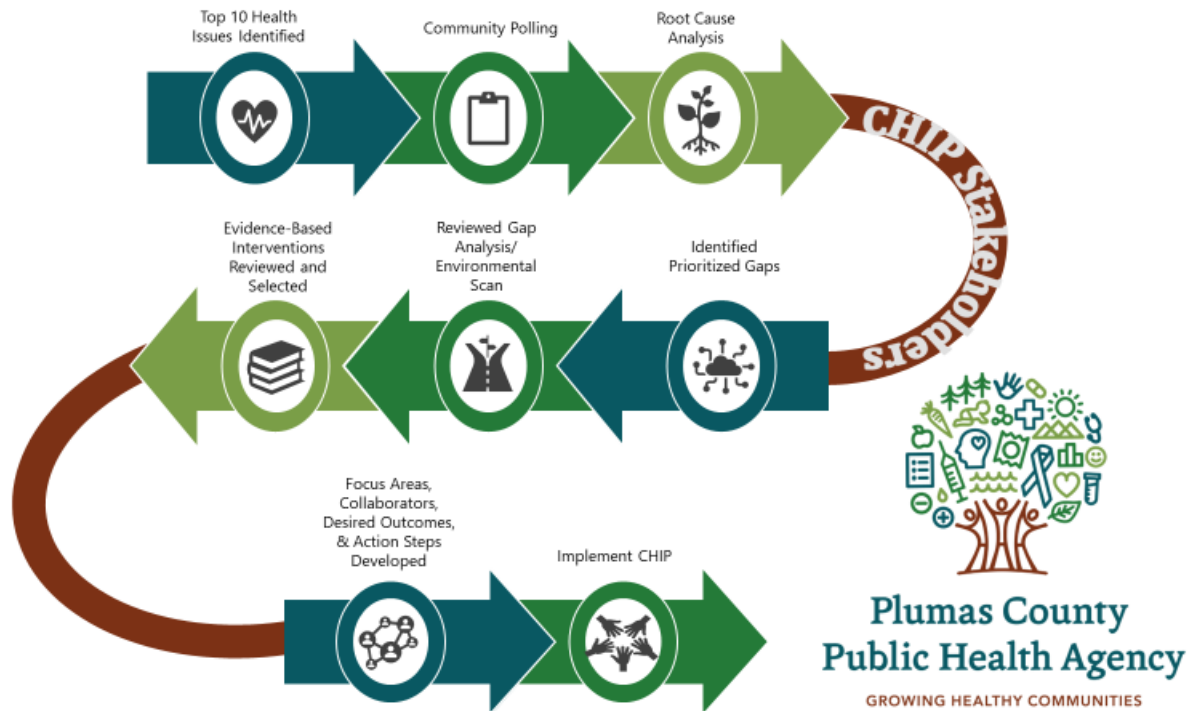 Top 10 Health
Issues Identified
Community Polling
Root Cause
Analysis
CHIP Stakeholders
Identified
Prioritized Gaps
Reviewed Gap
Analysis/
Environmental
Scan
Evidence-Based
Interventions
Reviewed and
Selected
Focus Areas,
Collaborators,
Desired Outcomes,
& Action Steps
Developed
Implement CHIP
Plumas County
Public Health Agency
GROWING HEALTHY COMMUNITIES